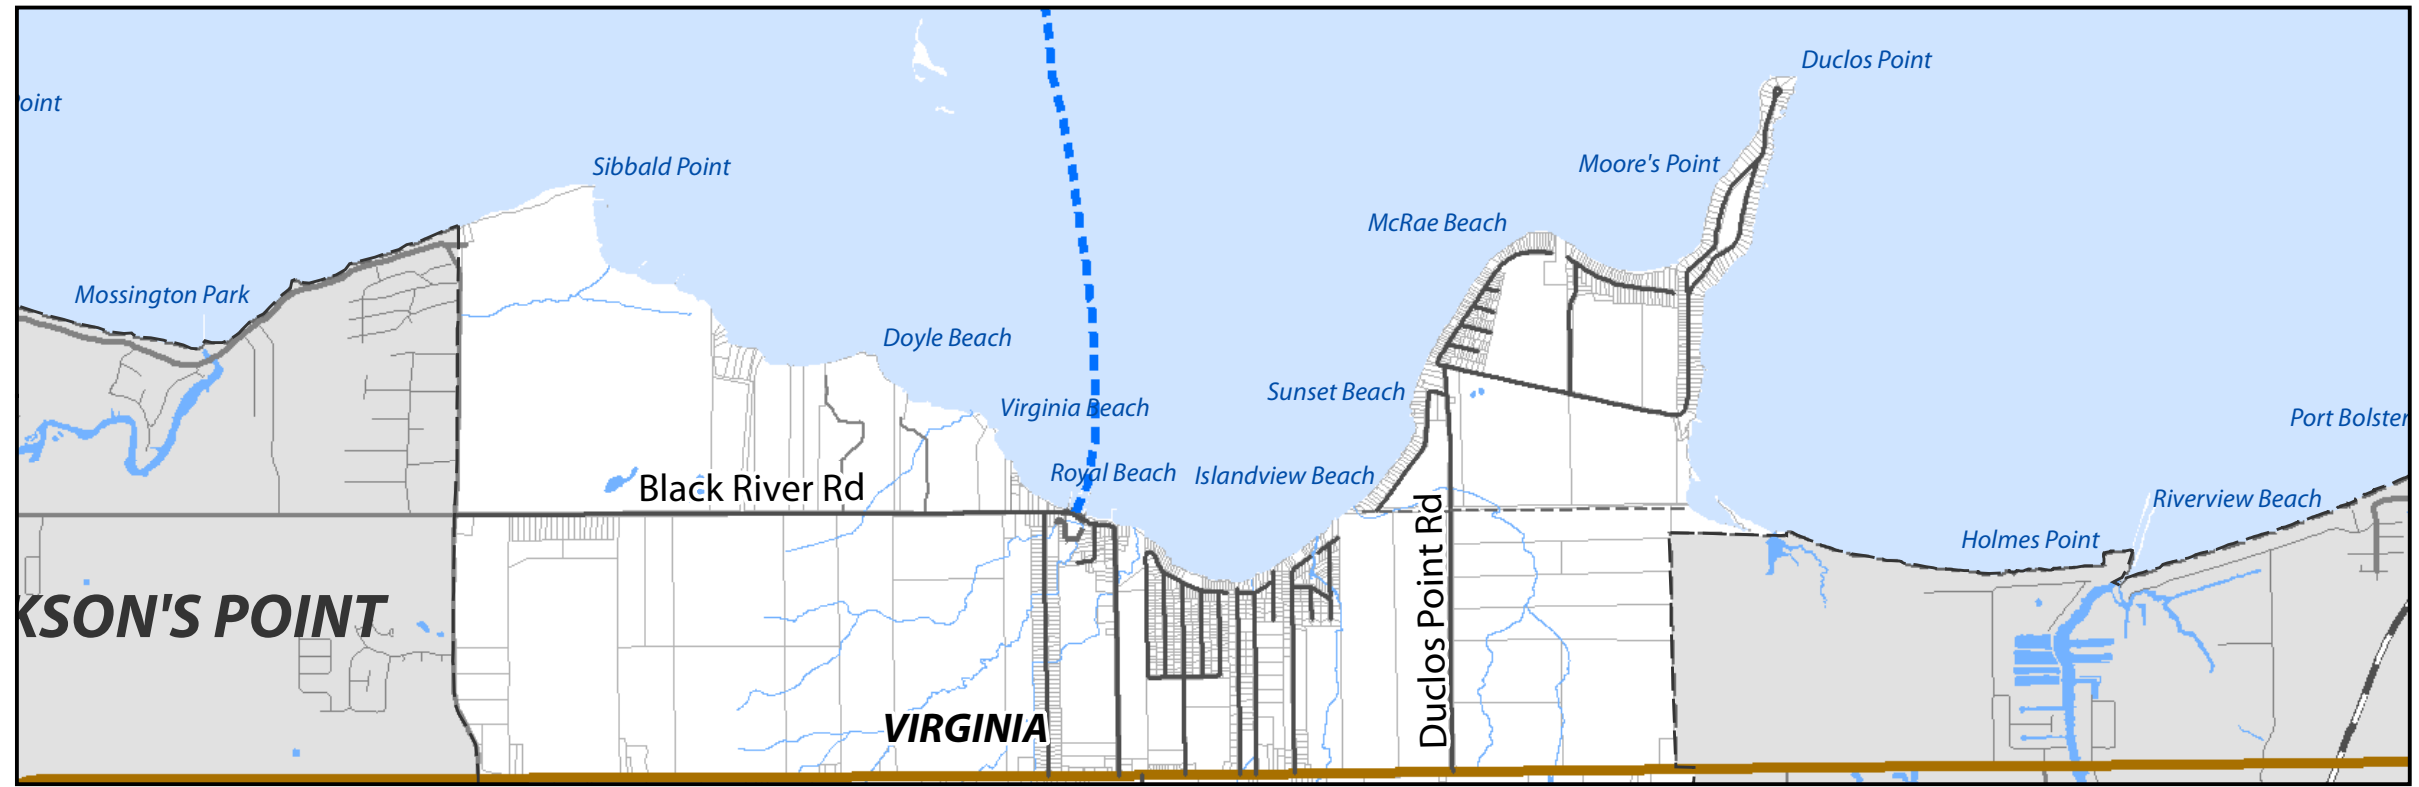 Duclos Point
oint
Moore's Point
Sibbald Point
McRae Beach
Mossington Park
Doyle Beach
Sunset Beach
Virginia Beach
Port Bolster
Royal Beach
Islandview Beach
Black River Rd
Riverview Beach
Holmes Point
KSON'S POINT
Duclos Point Rd
VIRGINIA